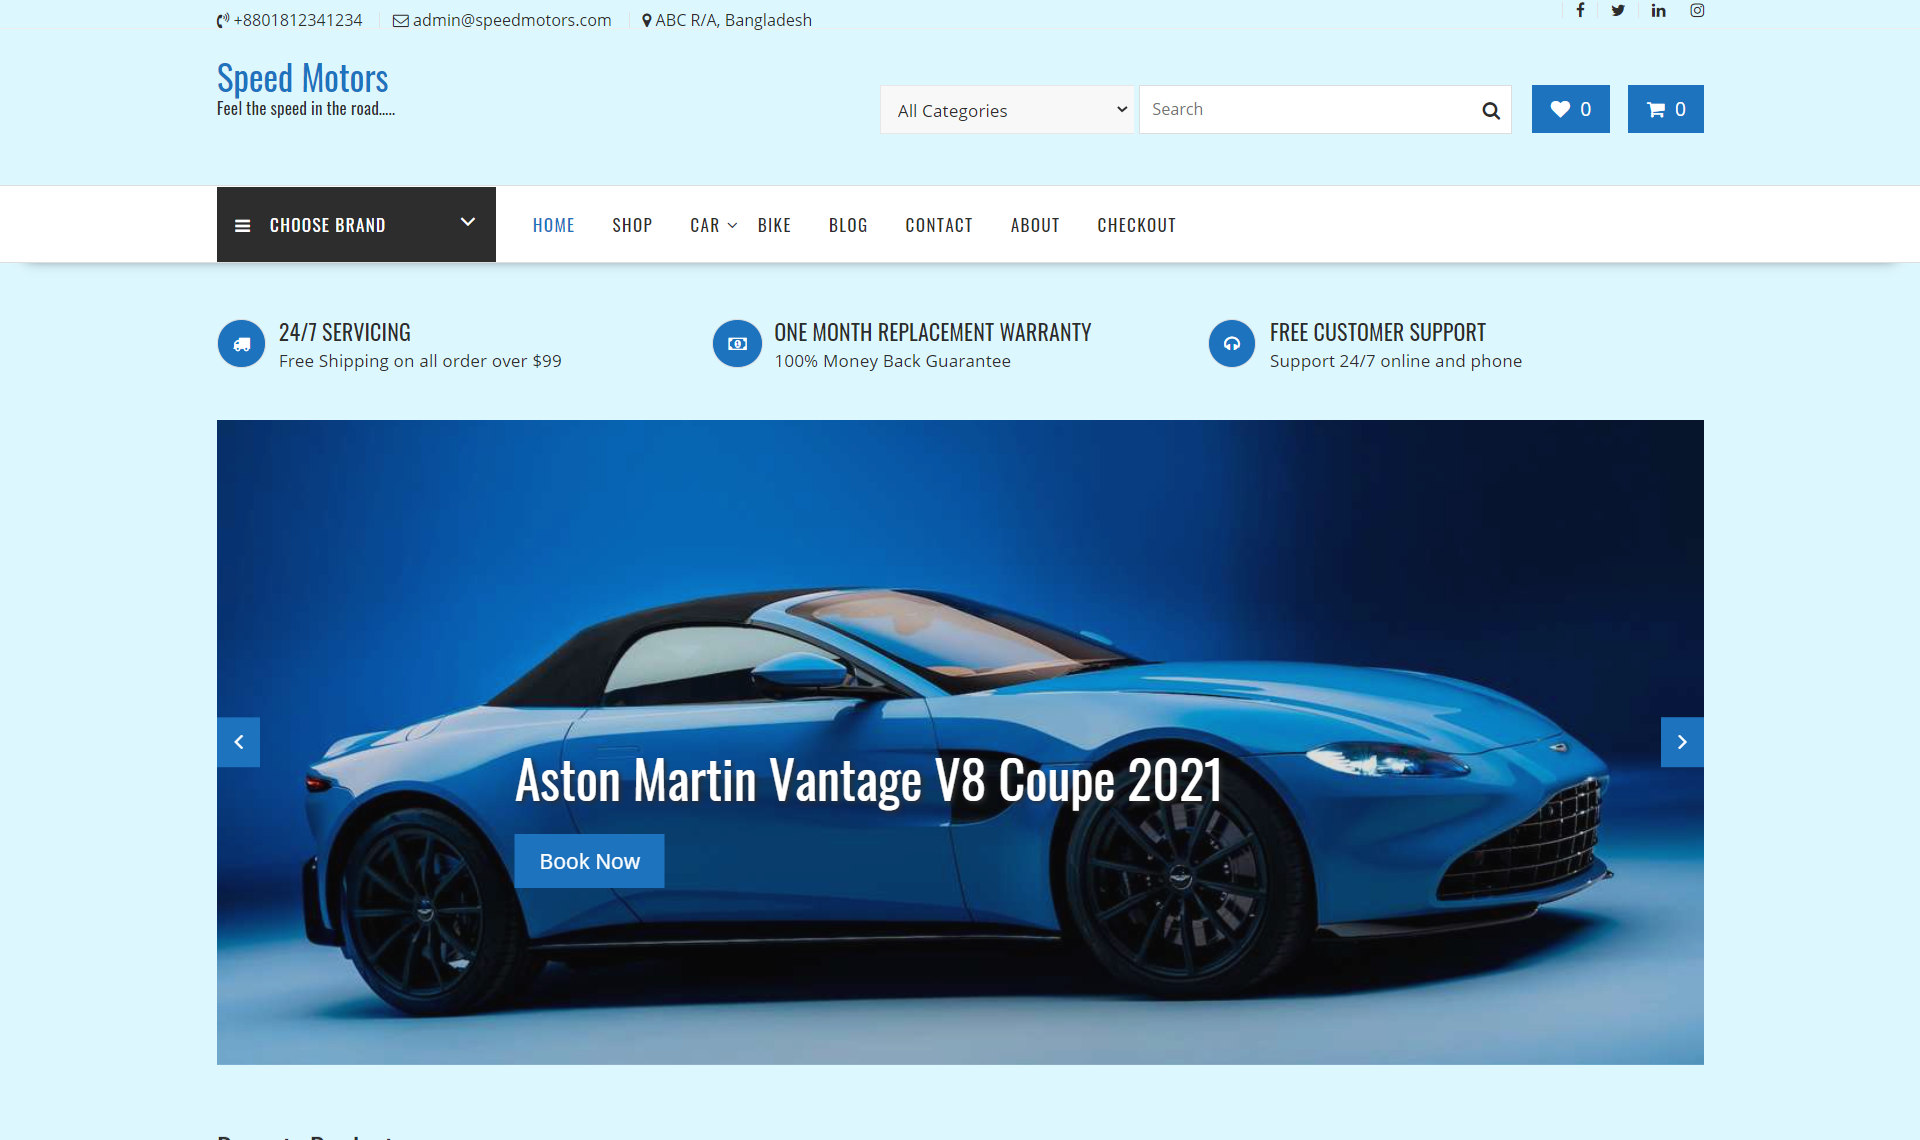 +8801812341234
admin@speedmotors.com
ABC R/A, Bangladesh
Speed Motors
Feel the speed in the road.....
All Categories
Search
0
0
CHOOSE BRAND
HOME
SHOP
CAR
BIKE
BLOG
CONTACT
ABOUT
CHECKOUT
24/7 SERVICING
Free Shipping on all order over $99
ONE MONTH REPLACEMENT WARRANTY
100% Money Back Guarantee
FREE CUSTOMER SUPPORT
Support 24/7 online and phone
Aston Martin Vantage V8 Coupe 2021
Book Now